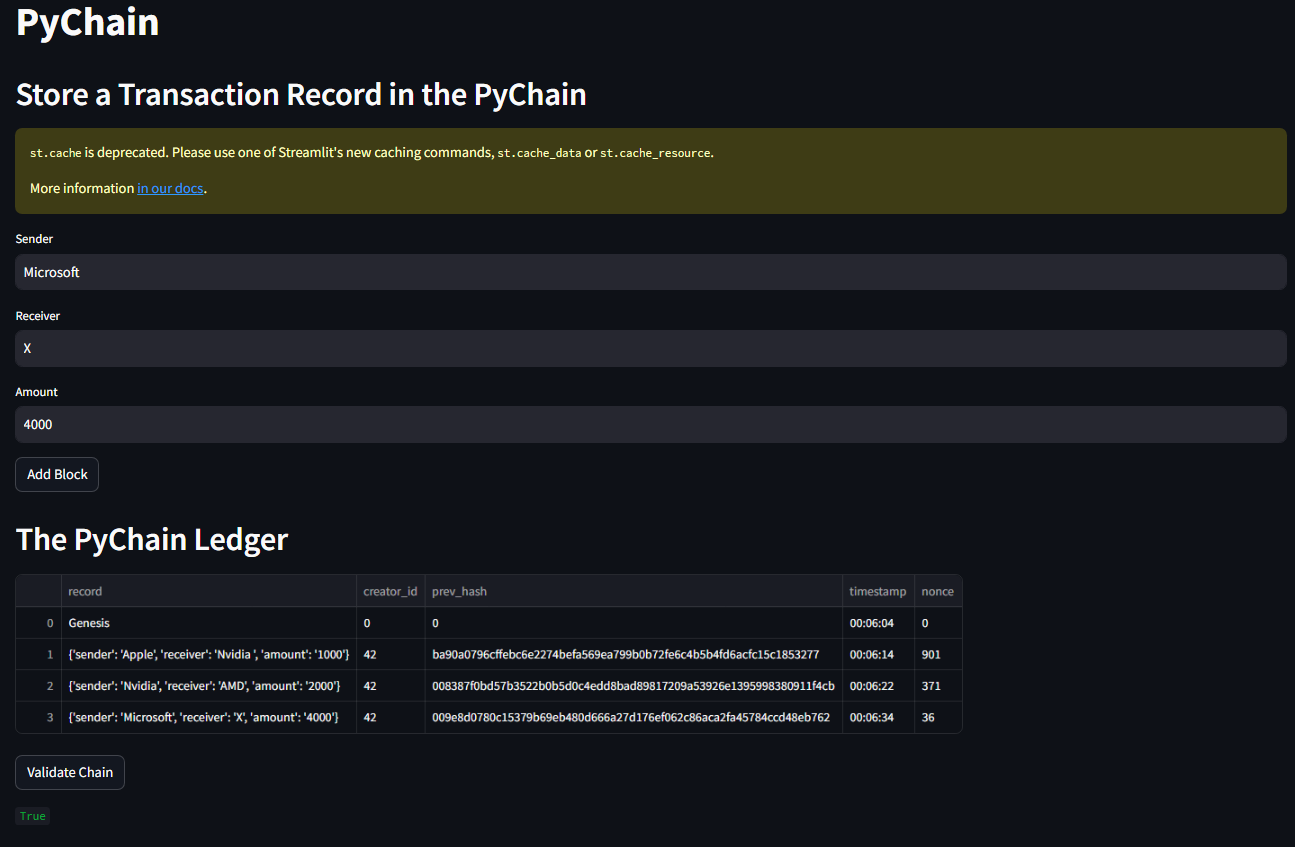 PyChain
Store a Transaction Record in the PyChain
st.cache is deprecated. Please use one of Streamlit's new caching commands, st.cache_data or st.cache_resource.
More information in our docs.
Sender
Microsoft
Receiver
X
Amount
4000
Add Block
The PyChain Ledger
record creator_id prev_hash timestamp nonce
0 Genesis 0 0 00:06:04 0
1 {'sender': 'Apple', 'receiver': 'Nvidia ', 'amount': '1000'} 42 ba90a0796cffebc6e2274befa569ea799b0b72fe6c4b5b4fd6acfc15c1853277 00:06:14 901
2 {'sender': 'Nvidia', 'receiver': 'AMD', 'amount': '2000'} 42 008387f0bd57b3522b0b5d0c4edd8bad89817209a53926e1395998380911f4cb 00:06:22 371
3 {'sender': 'Microsoft', 'receiver': 'X', 'amount': '4000'} 42 009e8d0780c15379b69eb480d666a27d176ef062c86aca2fa45784ccd48eb762 00:06:34 36
Validate Chain
True